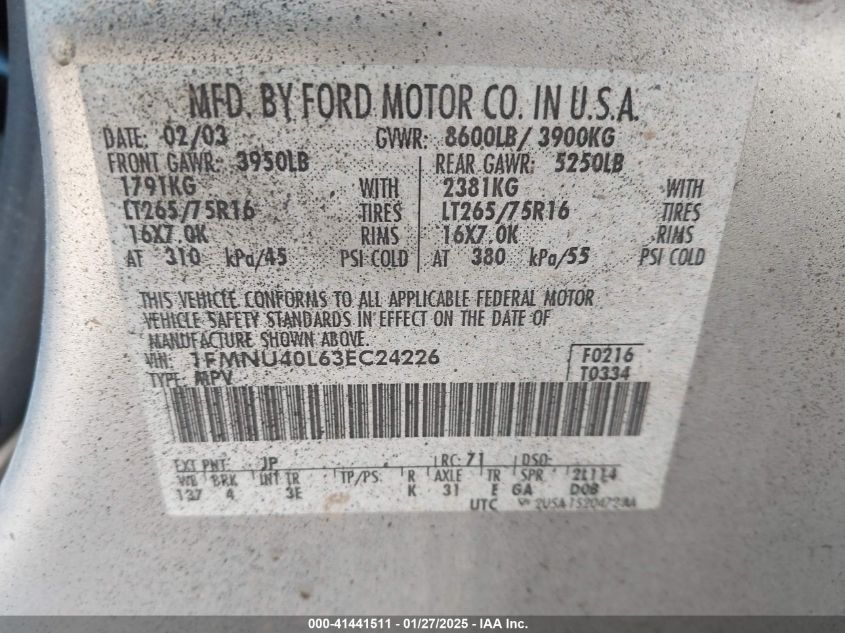 MFD. BY FORD MOTOR CO. IN U.S.A.
DATE: 02/03 GVWR: 8600LB/ 3900KG
FRONT GAWR: 3950LB REAR GAWR: 5250LB
1791KG WITH 2381KG WITH
LT265/75R16 TIRES LT265/75R16 TIRES
16X7.0K RIMS 16X7.0K RIMS
AT 310 kPa/45 PSI COLD AT 380 kPa/55 PSI COLD
THIS VEHICLE CONFORMS TO ALL APPLICABLE FEDERAL MOTOR
VEHICLE SAFETY STANDARDS IN EFFECT ON THE DATE OF
MANUFACTURE SHOWN ABOVE.
VIN: 1FMNU40L63EC24226 F0216
TYPE: MPV T0334
EXT PNT: JP RC: 71 DSO:
WB BRK INT TR TP/PS R AXLE TR SPR 2L114
137 4 3E K 31 E GA D0B
UTC
000-41441511 - 01/27/2025 - IAA Inc.